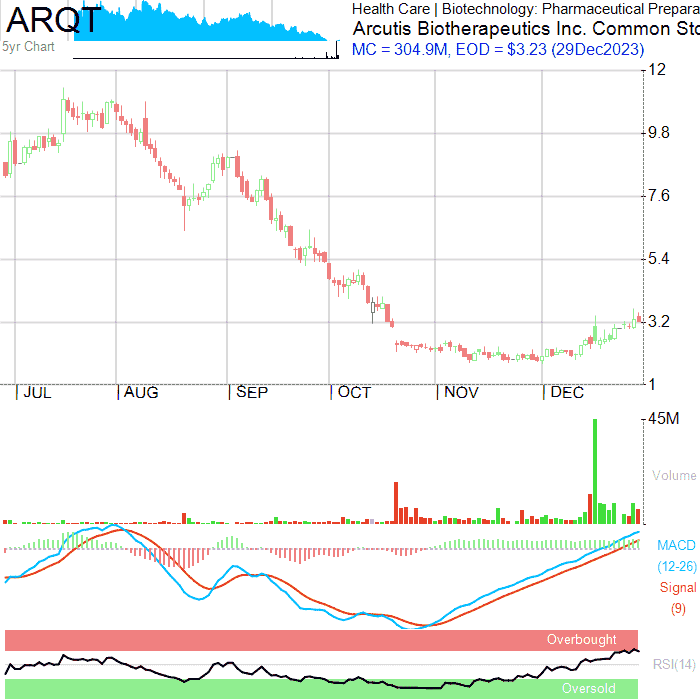 ARQT
5yr Chart
Health Care | Biotechnology: Pharmaceutical Prepara
Arcutis Biotherapeutics Inc. Common Sto
MC = 304.9M, EOD = $3.23 (29Dec2023)
12
9.8
7.6
5.4
3.2
1
JUL
AUG
SEP
OCT
NOV
DEC
45M
Volume
MACD
(12-26)
Signal
(9)
Overbought
RSI(14)
Oversold